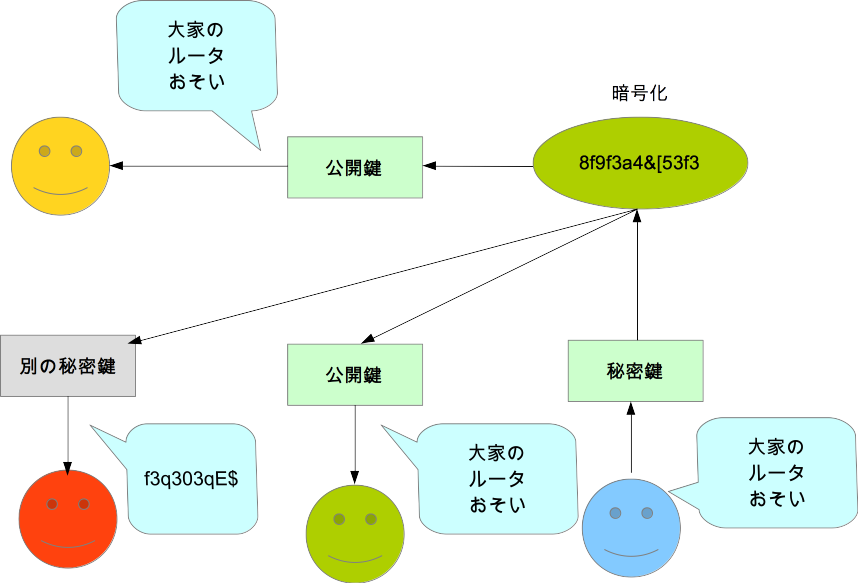 大家の
ルータ
おそい
暗号化
公開鍵
8f9f3a4&[53f3
別の秘密鍵
公開鍵
秘密鍵
f3q303qE$
大家の
ルータ
おそい
大家の
ルータ
おそい